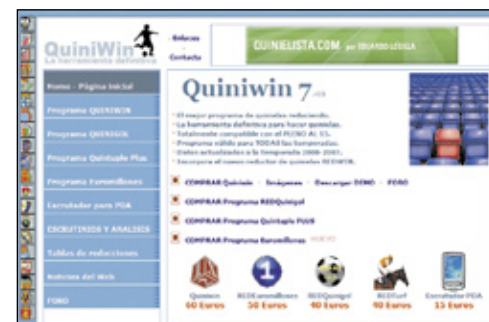 QuiniWin
La herramienta definitiva
Enlaces
Contacto
QUINIELISTA.COM por EDUARDO LOSILLA
Home - Página Inicial
Programa QUINIWIN
Programa QUINIGOL
Programa Quintuple Plus
Programa Euromillones
Escrutador para PDA
ESCRUTINIOS Y ANALISIS
Tablas de reducciones
Noticias del Web
FORO
Quiniwin 7
El mejor programa de quinielas reduciendo.
La herramienta definitiva para hacer quinielas.
Totalmente compatible con el PLENO AL 15.
Programa válido para TODAS las temporadas.
Datos actualizados a la temporada
Incorpora el nuevo reductor de quinielas REDWIN.
COMPRAR Quiniwin - Imágenes - Descargar DEMO - FORO
COMPRAR Programa REDQuinigol
COMPRAR Programa Quintuple PLUS
COMPRAR Programa Euromillones NUEVO
Quiniwin
60 Euros
REDEuromillones
50 Euros
REDQuinigol
40 Euros
REDTurf
40 Euros
Escrutador PDA
15 Euros